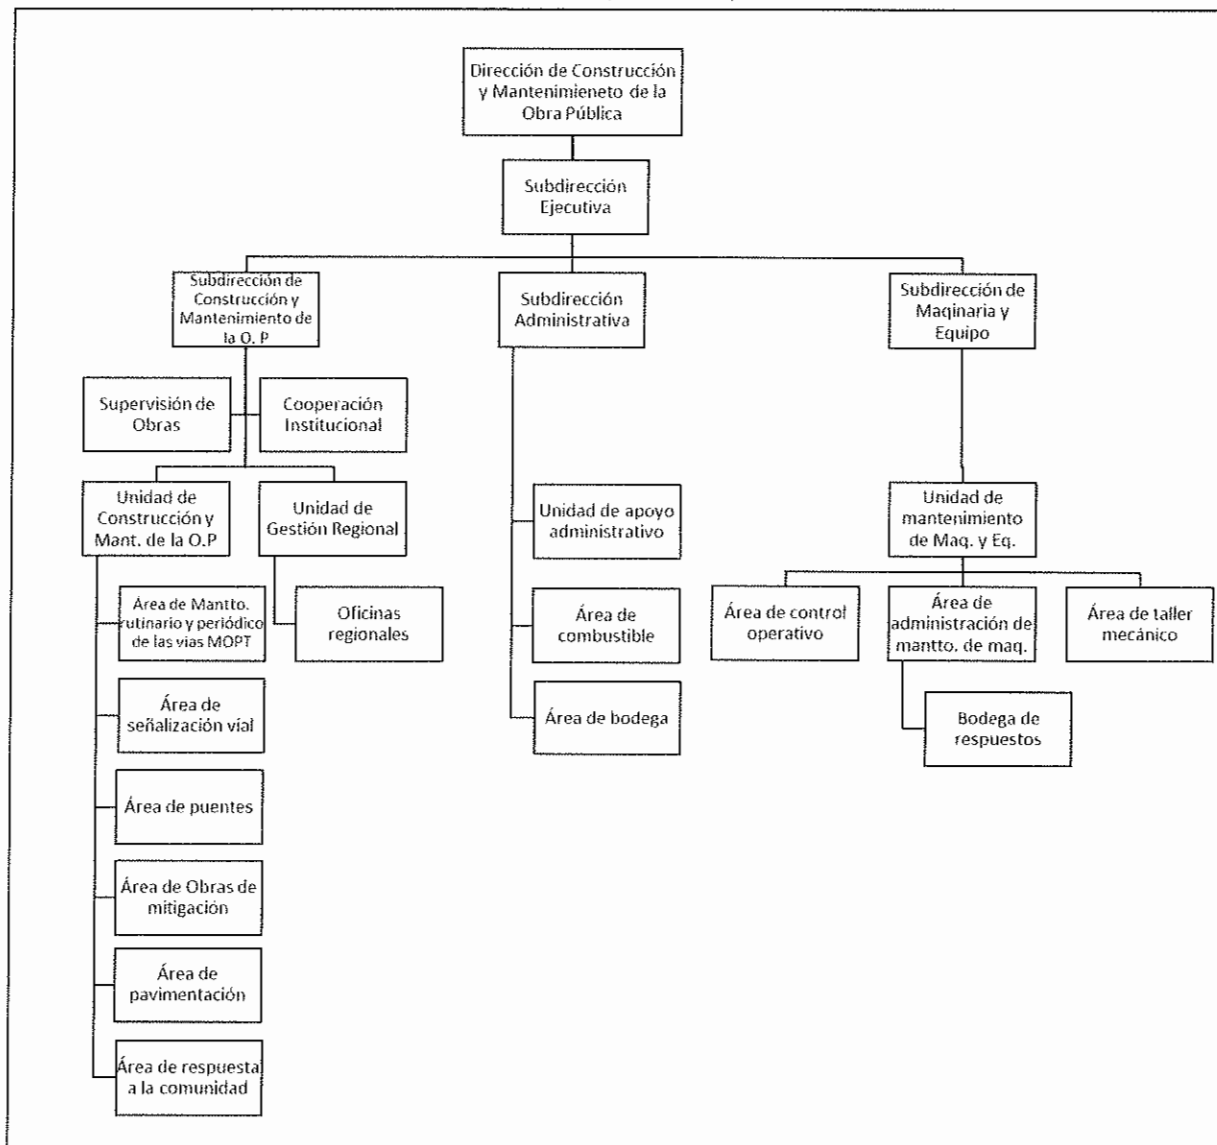 Dirección de Construcción
y Mantenimieneto de la
Obra Pública
Subdirección
Ejecutiva
Subdirección de
Construcción y
Mantenimiento de
la O. P
Subdirección
Administrativa
Subdirección de
Maqinaria y
Equipo
Supervisión de
Obras
Cooperación
Institucional
Unidad de
Construcción y
Mant. de la O.P
Unidad de
Gestión Regional
Unidad de apoyo
administrativo
Unidad de
mantenimiento
de Maq. y Eq.
Área de Mantto.
rutinario y periódico
de las vias MOPT
Oficinas
regionales
Área de
combustible
Área de control
operativo
Área de
administración de
mantto. de maq.
Área de taller
mecánico
Área de
señalización vial
Área de bodega
Bodega de
respuestos
Área de puentes
Área de Obras de
mitigación
Área de
pavimentación
Área de respuesta
a la comunidad